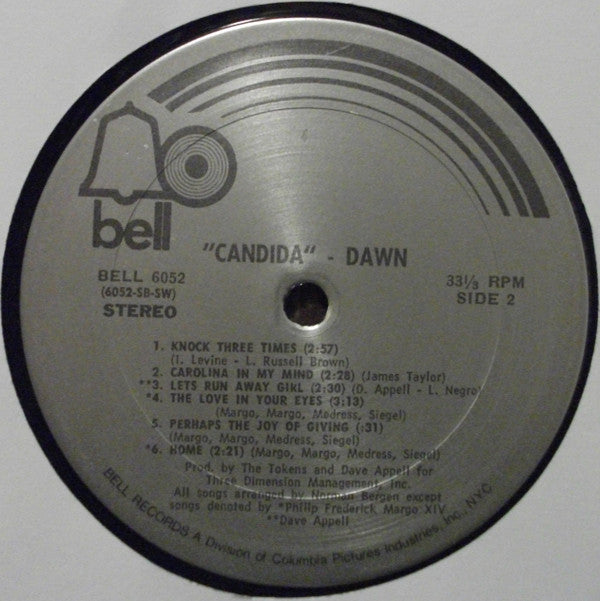 bell
"CANDIDA" - DAWN
BELL 6052
(6052-SB-SW)
STEREO
33⅓ RPM
SIDE 2
1. KNOCK THREE TIMES (2:57)
(I. Levine - L. Russell Brown)
2. CAROLINA IN MY MIND (2:28) (James Taylor)
**3. LETS RUN AWAY GIRL (2:30) (D. Appell - L. Negro)
*4. THE LOVE IN YOUR EYES (3:13)
(Margo, Margo, Medress, Siegel)
5. PERHAPS THE JOY OF GIVING (:31)
(Margo, Margo, Medress, Siegel)
*6. HOME (2:21) (Margo, Margo, Medress, Siegel)
Prod. by The Tokens and Dave Appell for
Three Dimension Management, Inc.
All songs arranged by Norman Bergen except
songs denoted by *Philip Frederick Margo XIV
**Dave Appell
BELL RECORDS A Division of Columbia Pictures Industries, Inc., NYC